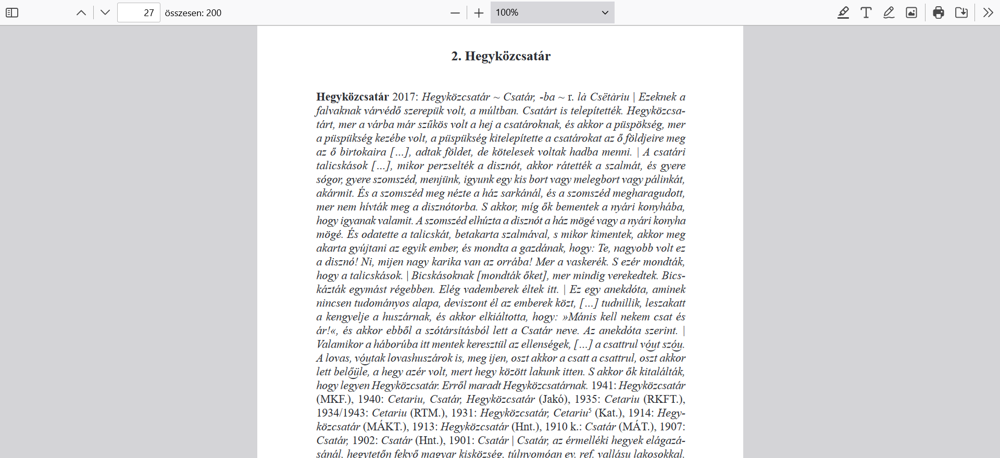 27 összesen: 200 100%
2. Hegyközcsatár
Hegyközcsatár 2017: Hegyközcsatár ~ Csatár, -ba ~ r. là Csëtàriu | Ezeknek a
falvaknak várvédő szerepük volt, a múltban. Csatárt is telepítették. Hegyközcsa-
tárt, mer a várba már szűkös volt a hej a csatároknak, és akkor a püspökség, mer
a püspükség kezébe volt, a püspükség kitelepítette a csatárokat az ő földjeire meg
az ő birtokaira […], adtak földet, de kötelesek voltak hadba menni. | A csatári
talicskások […], mikor perzselték a disznót, akkor rátették a szalmát, és gyere
sógor, gyere szomszéd, menjünk, igyunk egy kis bort vagy melegbort vagy pálinkát,
akármit. És a szomszéd meg nézte a ház sarkánál, és a szomszéd megharagudott,
mer nem hívták meg a disznótorba. S akkor, míg ők bementek a nyári konyhába,
hogy igyanak valamit. A szomszéd elhúzta a disznót a ház mögé vagy a nyári konyha
mögé. És odatette a talicskát, betakarta szalmával, s mikor kimentek, akkor meg
akarta gyújtani az egyik ember, és mondta a gazdának, hogy: Te, nagyobb volt ez
a disznó! Ni, mijen nagy karika van az orrába! Mer a vaskerék. S ezér mondták,
hogy a talicskások. | Bicskásoknak [mondták őket], mer mindig verekedtek. Bics-
kázták egymást régebben. Elég vademberek éltek itt. | Ez egy anekdóta, aminek
nincsen tudományos alapa, deviszont él az emberek közt, […] tudnillik, leszakatt
a kengyelje a huszárnak, és akkor elkiáltotta, hogy: »Mánis kell nekem csat és
ár!«, és akkor ebből a szótársításból lett a Csatár neve. Az anekdóta szerint. |
Valamikor a háborúba itt mentek keresztül az ellenségek, […] a csattrul vó͜ut szó͜u.
A lovas, vó͜utak lovashuszárok is, meg ijen, oszt akkor a csatt a csattrul, oszt akkor
lett belő͜üle, a hegy azér volt, mert hegy között lakunk itten. S akkor ők kitalálták,
hogy legyen Hegyközcsatár. Erről maradt Hegyközcsatárnak. 1941: Hegyközcsatár
(MKF.), 1940: Cetariu, Csatár, Hegyközcsatár (Jakó), 1935: Cetariu (RKFT.),
1934/1943: Cetariu (RTM.), 1931: Hegyközcsatár, Cetariu⁵ (Kat.), 1914: Hegy-
közcsatár (MÁKT.), 1913: Hegyközcsatár (Hnt.), 1910 k.: Csatár (MÁT.), 1907:
Csatár, 1902: Csatár (Hnt.), 1901: Csatár | Csatár, az érmelléki hegyek elágazá-
sánál, hegytetőn fekvő magyar kisközség, túlnyomóan ev. ref. vallásu lakosokkal.